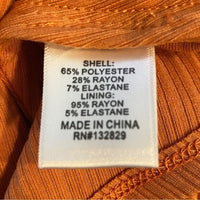 SHELL:
65% POLYESTER
28% RAYON
7% ELASTANE
LINING:
95% RAYON
5% ELASTANE
MADE IN CHINA
RN#132829